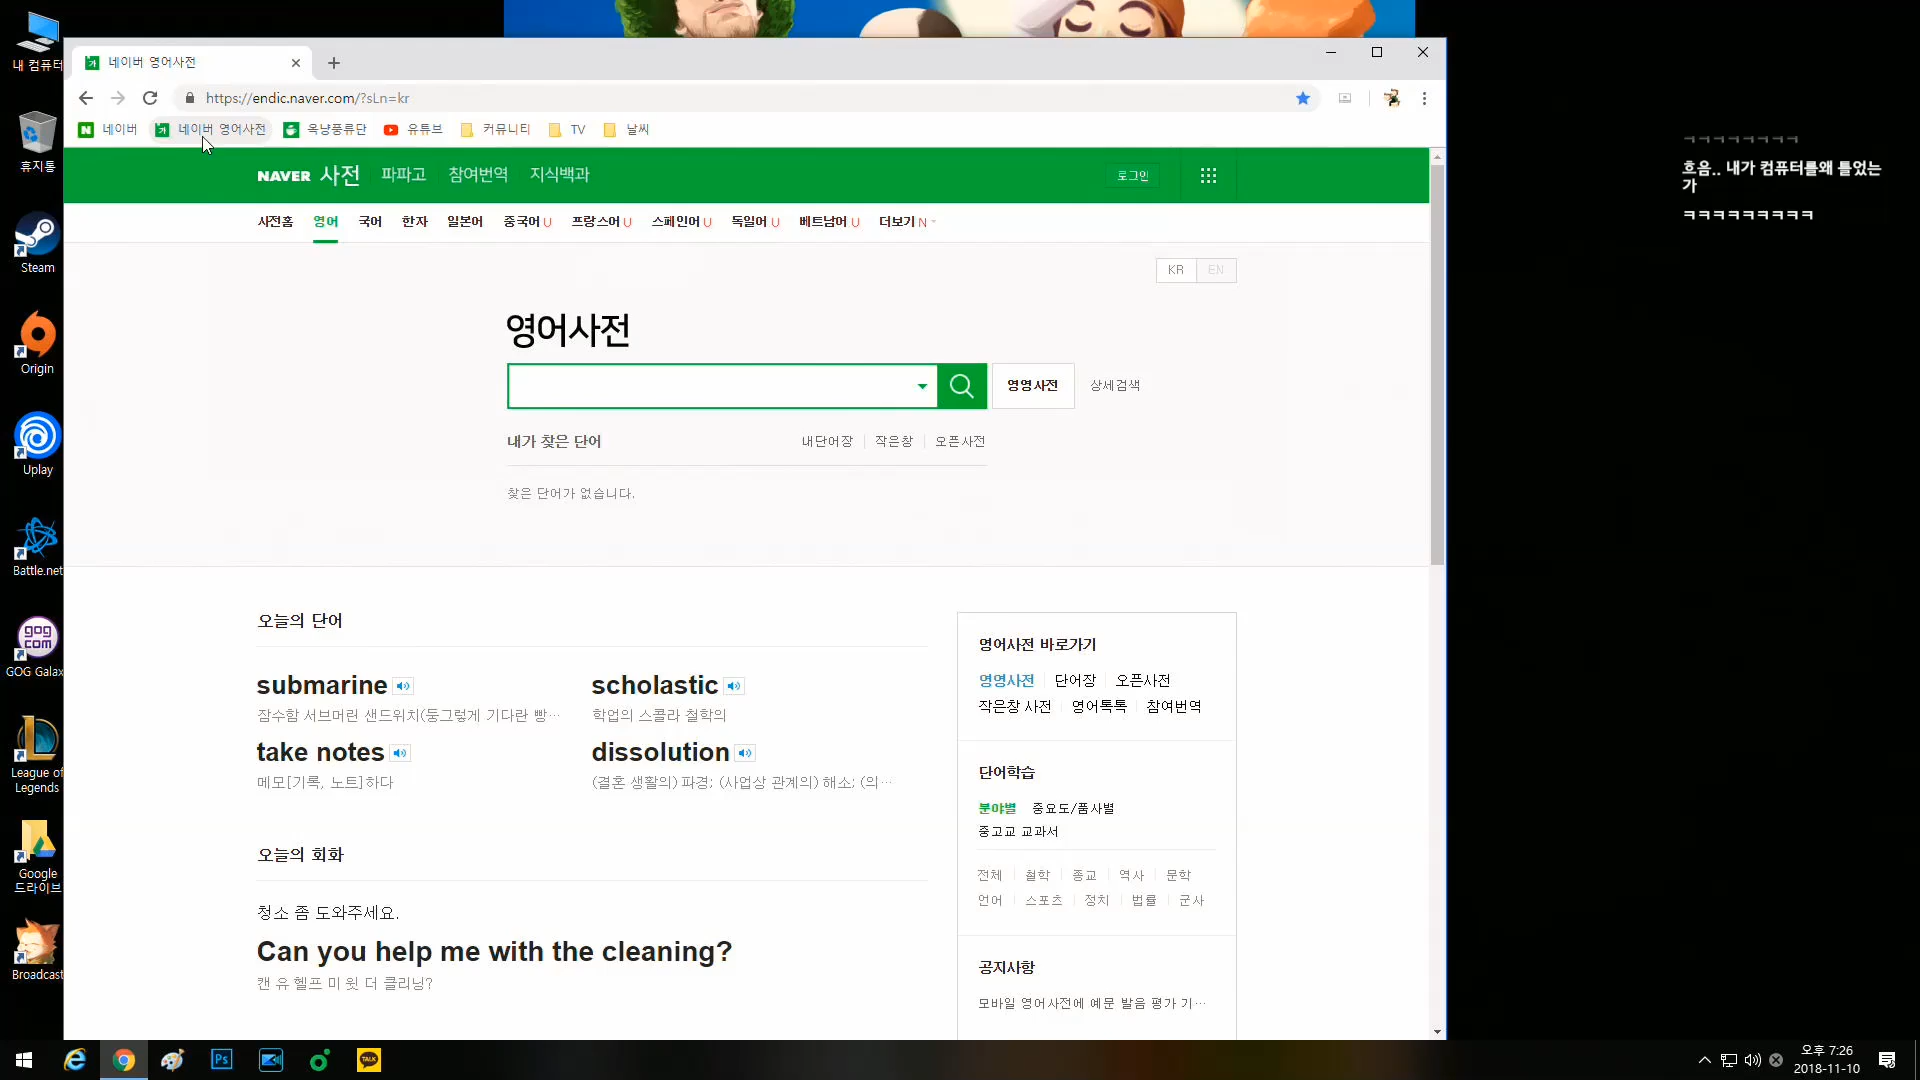 내 컴퓨터
휴지통
Steam
Origin
Uplay
Battle.net
GOG Galax
League of
Legends
Google
드라이브
Broadcast
네이버 영어사전
https://endic.naver.com/?sLn=kr
네이버
네이버 영어사전
옥냥풍류단
유튜브
커뮤니티
TV
날씨
NAVER 사전 파파고 참여번역 지식백과
로그인
사전홈 영어 국어 한자 일본어 중국어 U 프랑스어 U 스페인어 U 독일어 U 베트남어 U 더보기 N
KR EN
영어사전
영영사전 상세검색
내가 찾은 단어 내단어장 작은창 오픈사전
찾은 단어가 없습니다.
오늘의 단어
submarine
잠수함 서브머린 샌드위치(둥그렇게 기다란 빵…
scholastic
학업의 스콜라 철학의
take notes
메모[기록, 노트]하다
dissolution
(결혼 생활의) 파경; (사업상 관계의) 해소; (의…
오늘의 회화
청소 좀 도와주세요.
Can you help me with the cleaning?
캔 유 헬프 미 윗 더 클리닝?
영어사전 바로가기
영영사전 단어장 오픈사전
작은창 사전 영어톡톡 참여번역
단어학습
분야별 중요도/품사별
중고교 교과서
전체 철학 종교 역사 문학
언어 스포츠 정치 법률 군사
공지사항
모바일 영어사전에 예문 발음 평가 기…
ㅋㅋㅋㅋㅋㅋㅋㅋ
흐음.. 내가 컴퓨터를왜 틀었는
가
ㅋㅋㅋㅋㅋㅋㅋㅋㅋ
gog
com
Ps
TALK
오후 7:26
2018-11-10